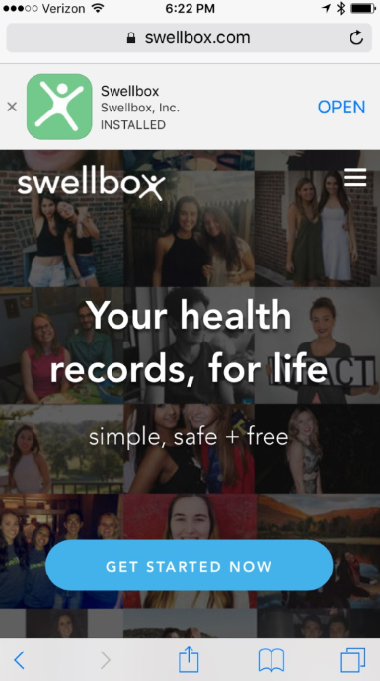 Verizon 6:22 PM
swellbox.com
Swellbox
Swellbox, Inc.
INSTALLED
OPEN
swellbox
Your health
records, for life
simple, safe + free
GET STARTED NOW